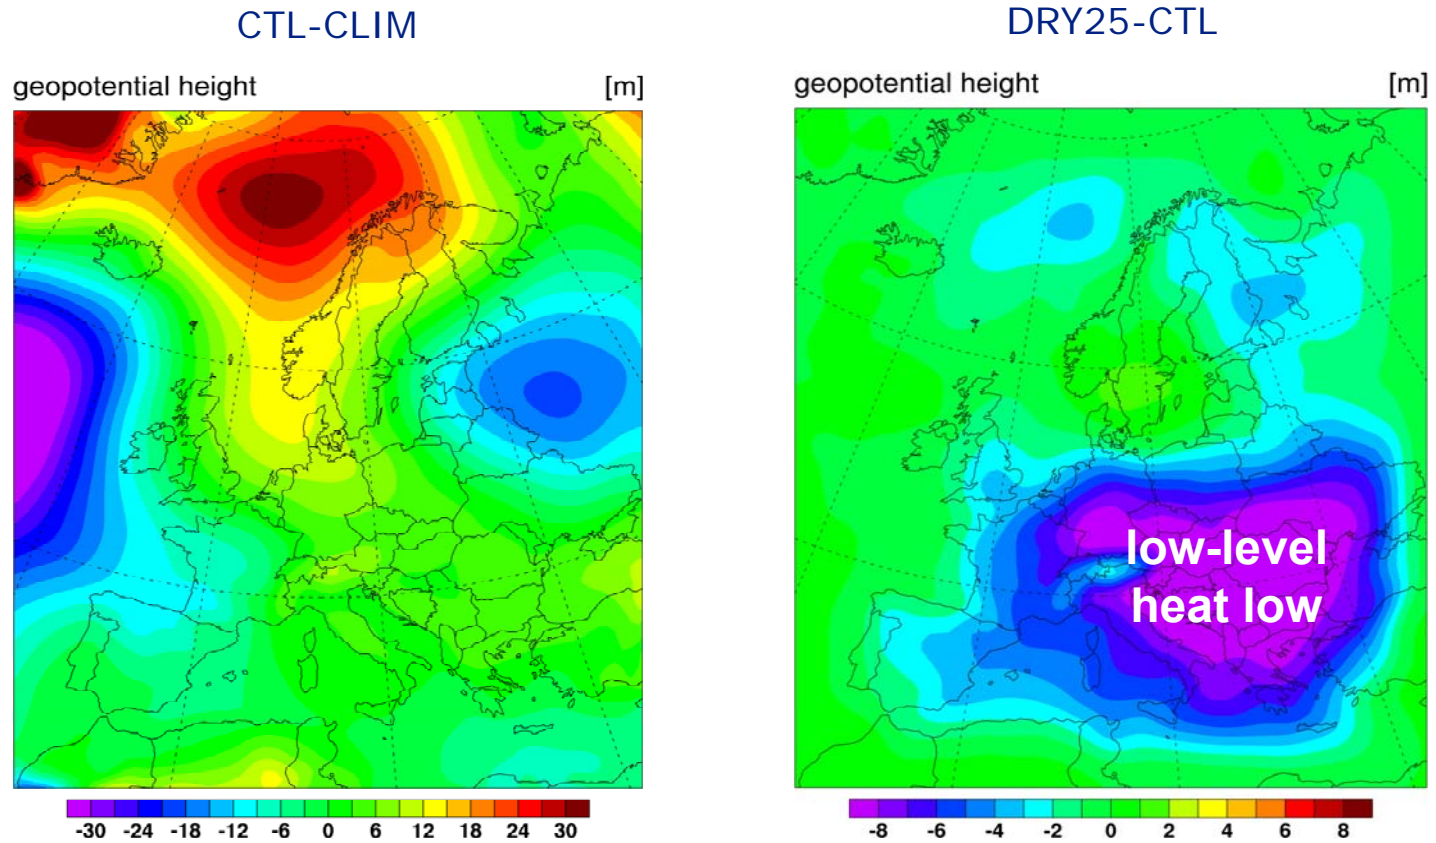 CTL-CLIM
geopotential height [m]
-30 -24 -18 -12 -6 0 6 12 18 24 30
DRY25-CTL
geopotential height [m]
low-level
heat low
-8 -6 -4 -2 0 2 4 6 8